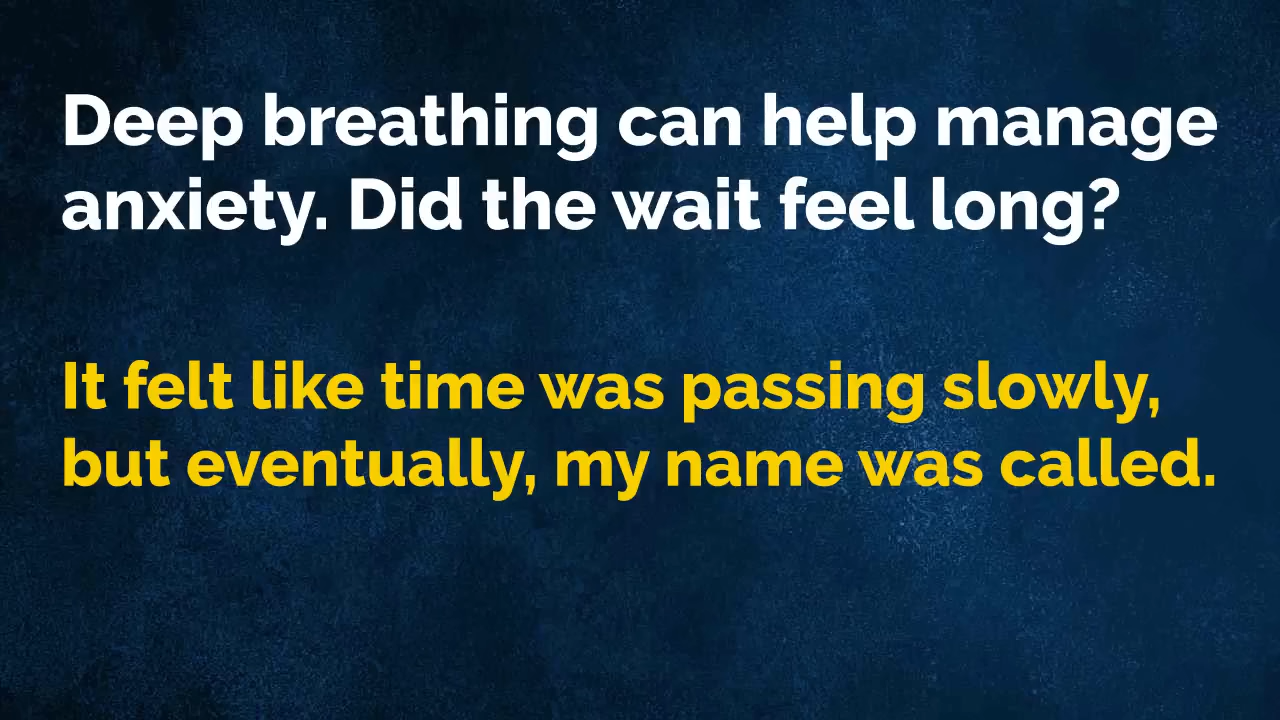 Deep breathing can help manage
anxiety. Did the wait feel long?
It felt like time was passing slowly,
but eventually, my name was called.